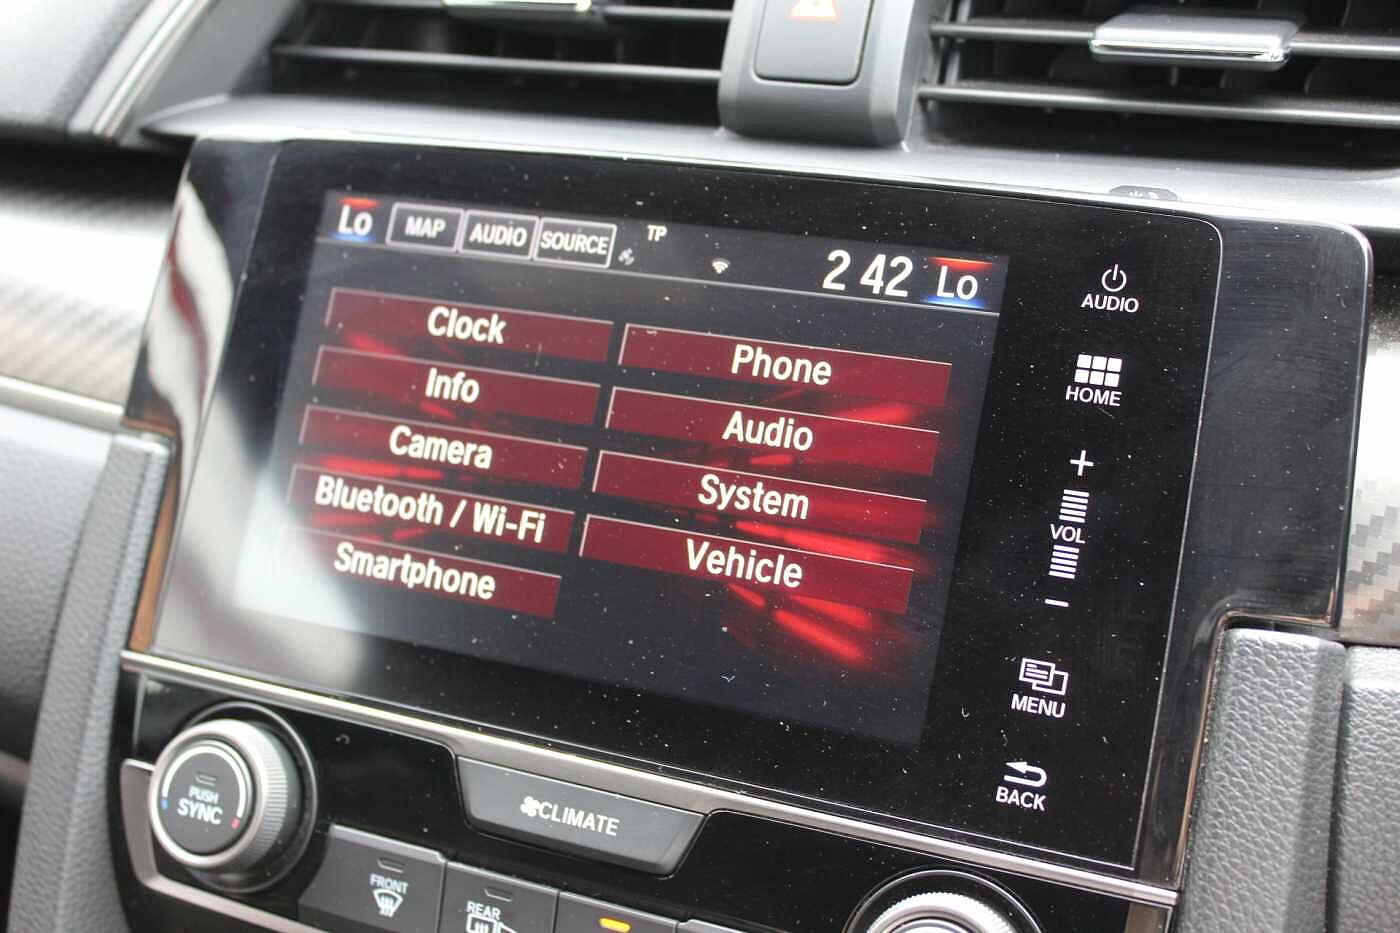 Lo MAP AUDIO SOURCE TP 2 42 Lo
Clock
Info
Camera
Bluetooth / Wi-Fi
Smartphone
Phone
Audio
System
Vehicle
AUDIO
HOME
+
VOL
−
MENU
BACK
PUSH
SYNC
CLIMATE
FRONT
REAR